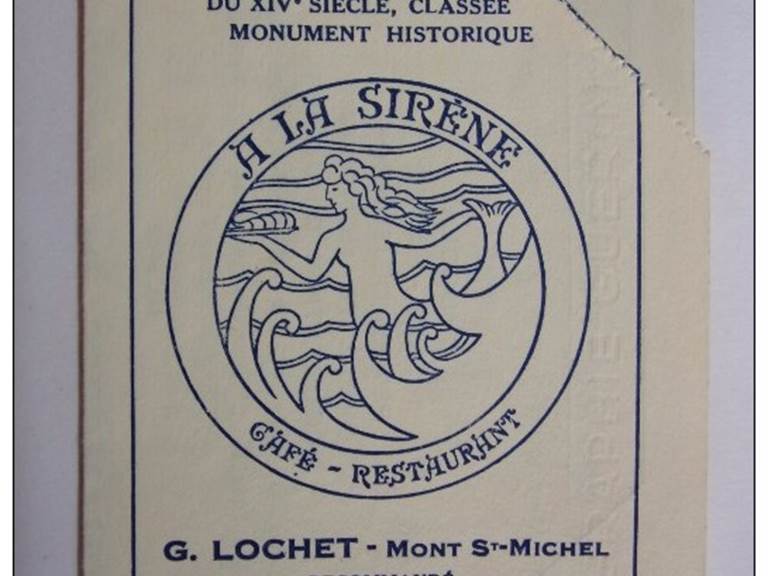 DU XIVᵉ SIÈCLE, CLASSÉE
MONUMENT HISTORIQUE
À LA SIRÈNE
CAFÉ - RESTAURANT
G. LOCHET - MONT ST-MICHEL